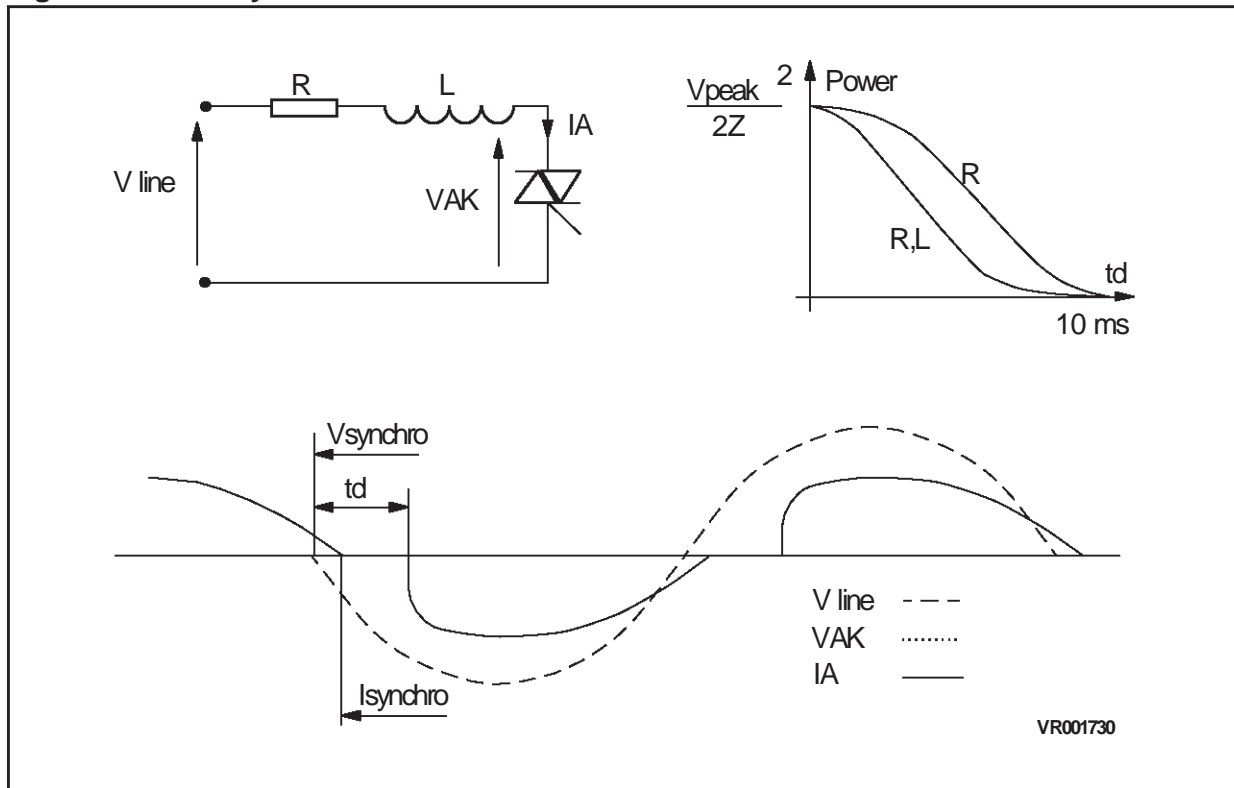 R
L
IA
V line
VAK
Vpeak 2
2Z
Power
R
R,L
td
10 ms
Vsynchro
td
Isynchro
V line
VAK
IA
VR001730